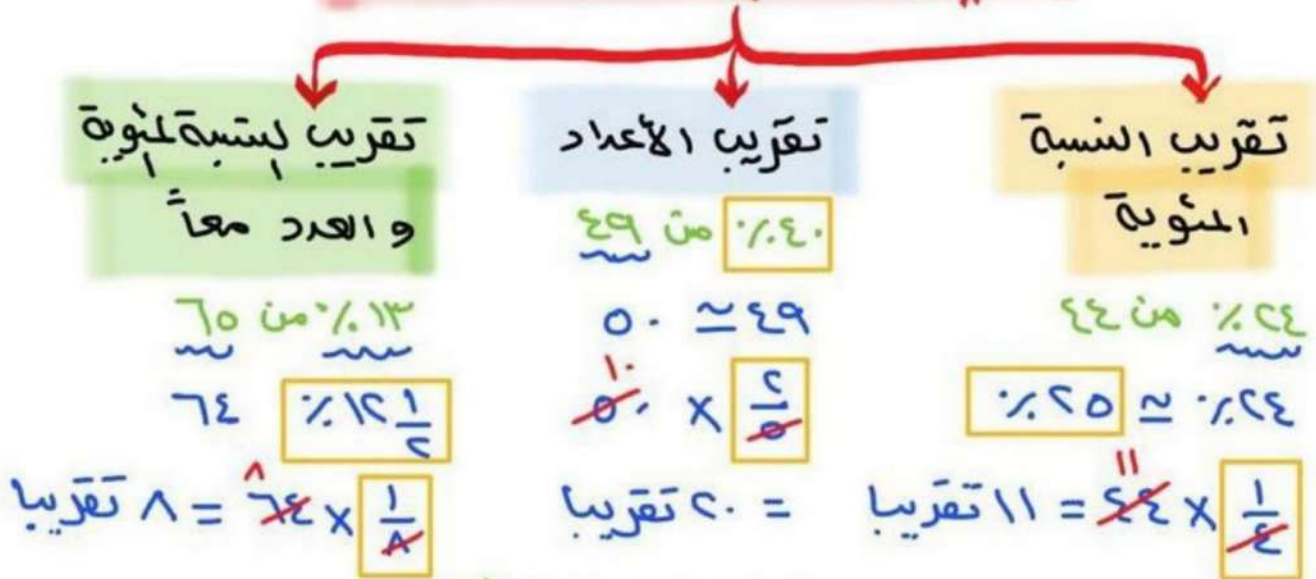 تقريب النسبة
المئوية
٢٤٪ من ٤٤
٢٤٪ ≃ ٢٥٪
١/٤ × ٤٤ ١١ = ١١ تقريبا
تقريب الأعداد
٤٠٪ من ٤٩
٤٩ ≃ ٥٠
٢/٥ × ٥٠ ١٠
= ٢٠ تقريبا
تقريب النسبة المئوية
والعدد معاً
١٣٪ من ٦٥
١٢ ١/٢ ٪ ٦٤
١/٨ × ٦٤ ٨ = ٨ تقريبا